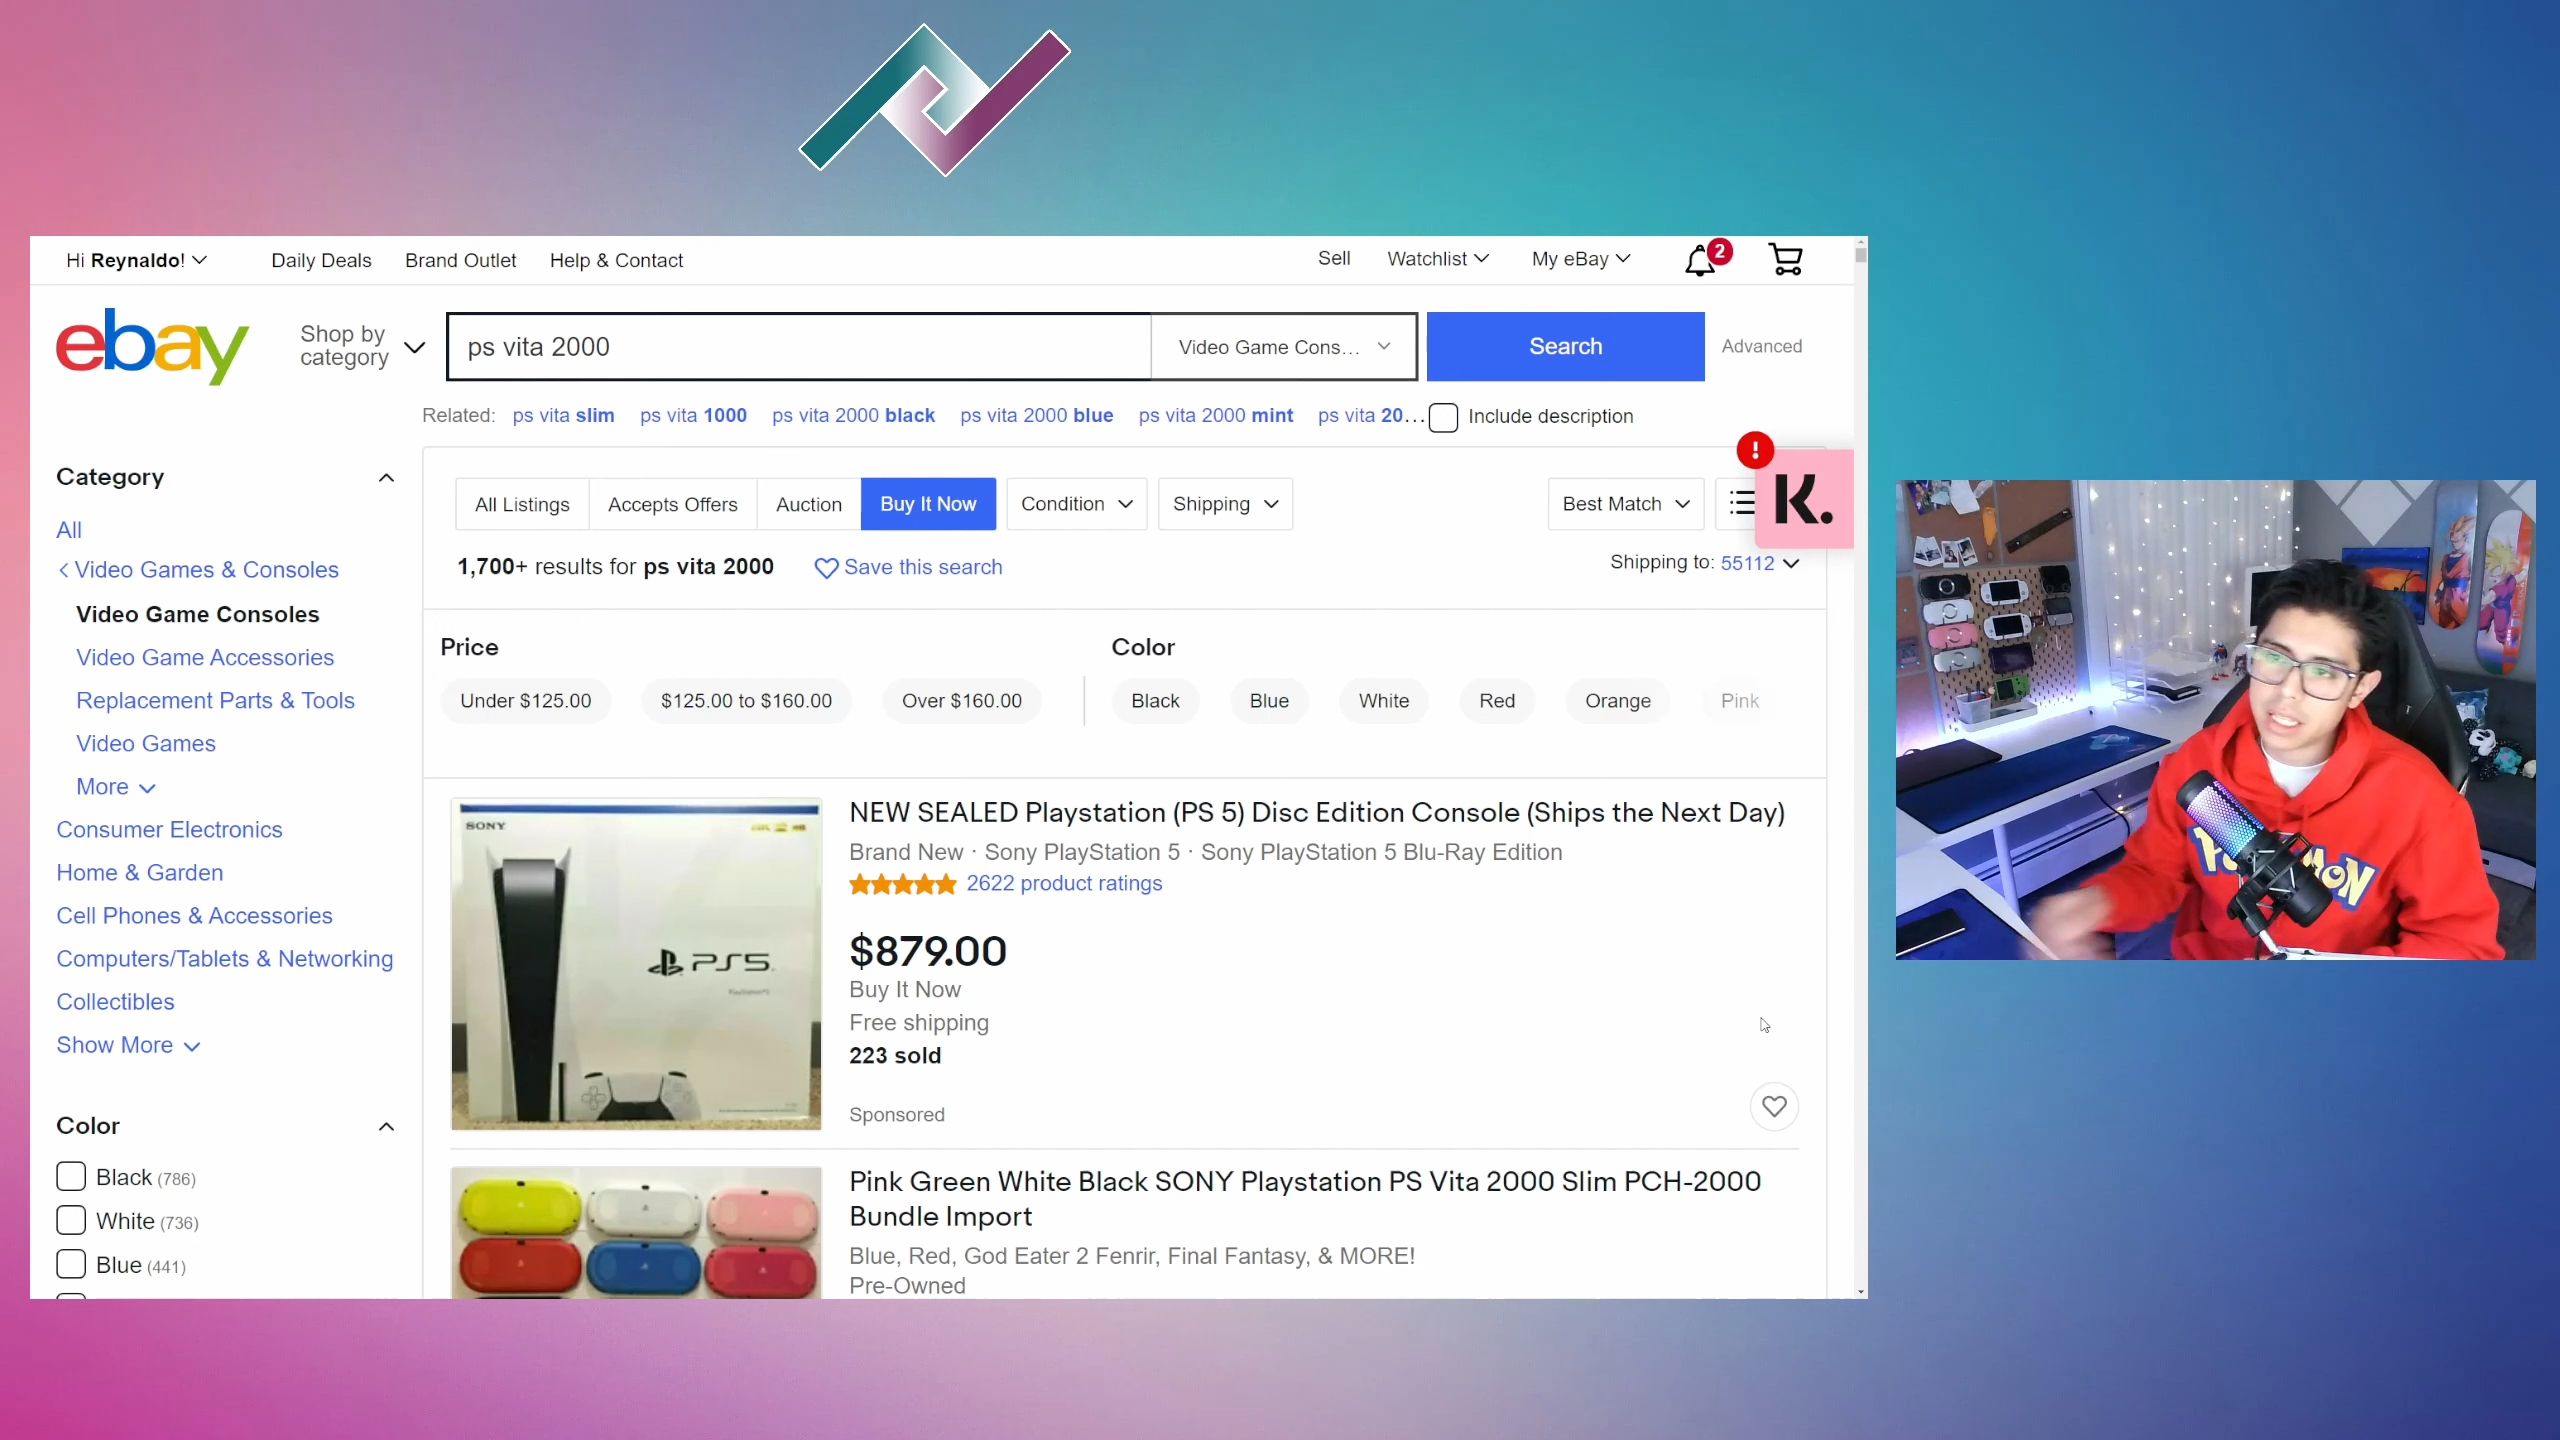 Hi Reynaldo!
Daily Deals
Brand Outlet
Help & Contact
Sell
Watchlist
My eBay
2
ebay
Shop by
category
ps vita 2000
Video Game Cons...
Search
Advanced
Related:
ps vita slim
ps vita 1000
ps vita 2000 black
ps vita 2000 blue
ps vita 2000 mint
ps vita 20...
Include description
!
K.
Category
All
Video Games & Consoles
Video Game Consoles
Video Game Accessories
Replacement Parts & Tools
Video Games
More
Consumer Electronics
Home & Garden
Cell Phones & Accessories
Computers/Tablets & Networking
Collectibles
Show More
Color
Black (786)
White (736)
Blue (441)
All Listings
Accepts Offers
Auction
Buy It Now
Condition
Shipping
Best Match
1,700+ results for ps vita 2000
Save this search
Shipping to: 55112
Price
Under $125.00
$125.00 to $160.00
Over $160.00
Color
Black
Blue
White
Red
Orange
Pink
SONY
PS5
NEW SEALED Playstation (PS 5) Disc Edition Console (Ships the Next Day)
Brand New · Sony PlayStation 5 · Sony PlayStation 5 Blu-Ray Edition
2622 product ratings
$879.00
Buy It Now
Free shipping
223 sold
Sponsored
Pink Green White Black SONY Playstation PS Vita 2000 Slim PCH-2000
Bundle Import
Blue, Red, God Eater 2 Fenrir, Final Fantasy, & MORE!
Pre-Owned